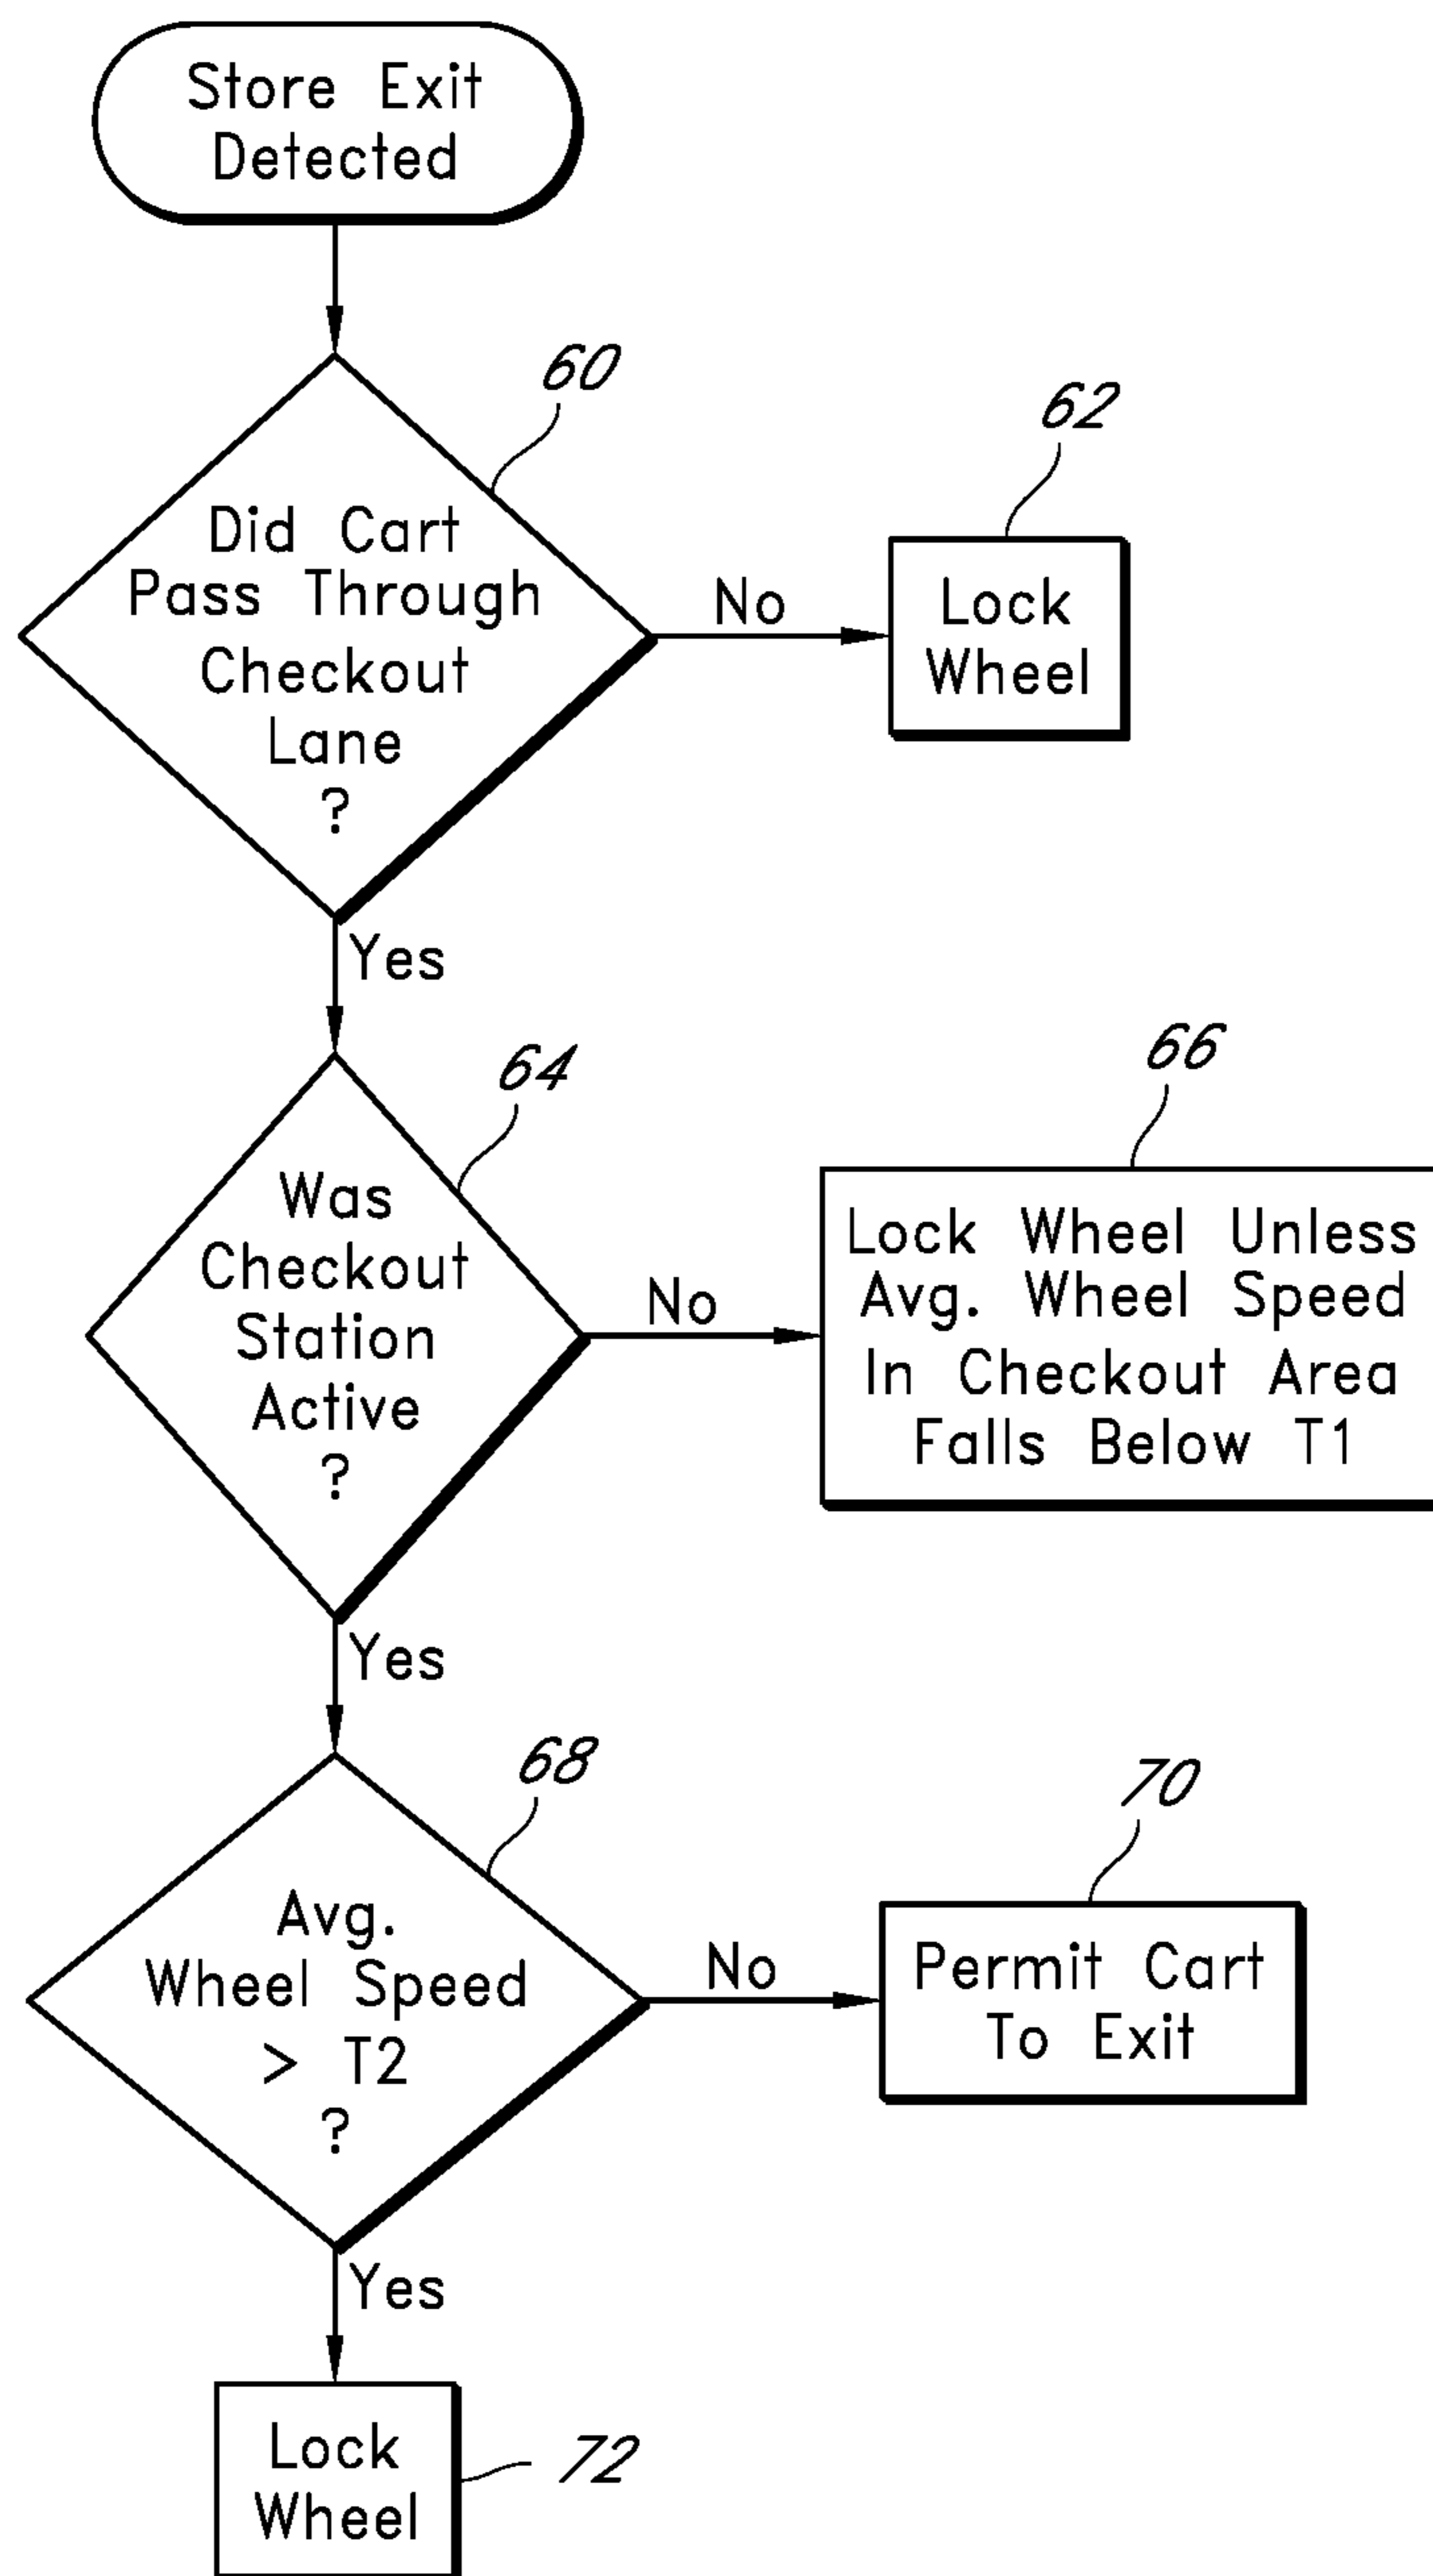 Store Exit
Detected
60
Did Cart
Pass Through
Checkout
Lane
?
No
62
Lock
Wheel
Yes
64
Was
Checkout
Station
Active
?
No
66
Lock Wheel Unless
Avg. Wheel Speed
In Checkout Area
Falls Below T1
Yes
68
Avg.
Wheel Speed
> T2
?
No
70
Permit Cart
To Exit
Yes
Lock
Wheel
72